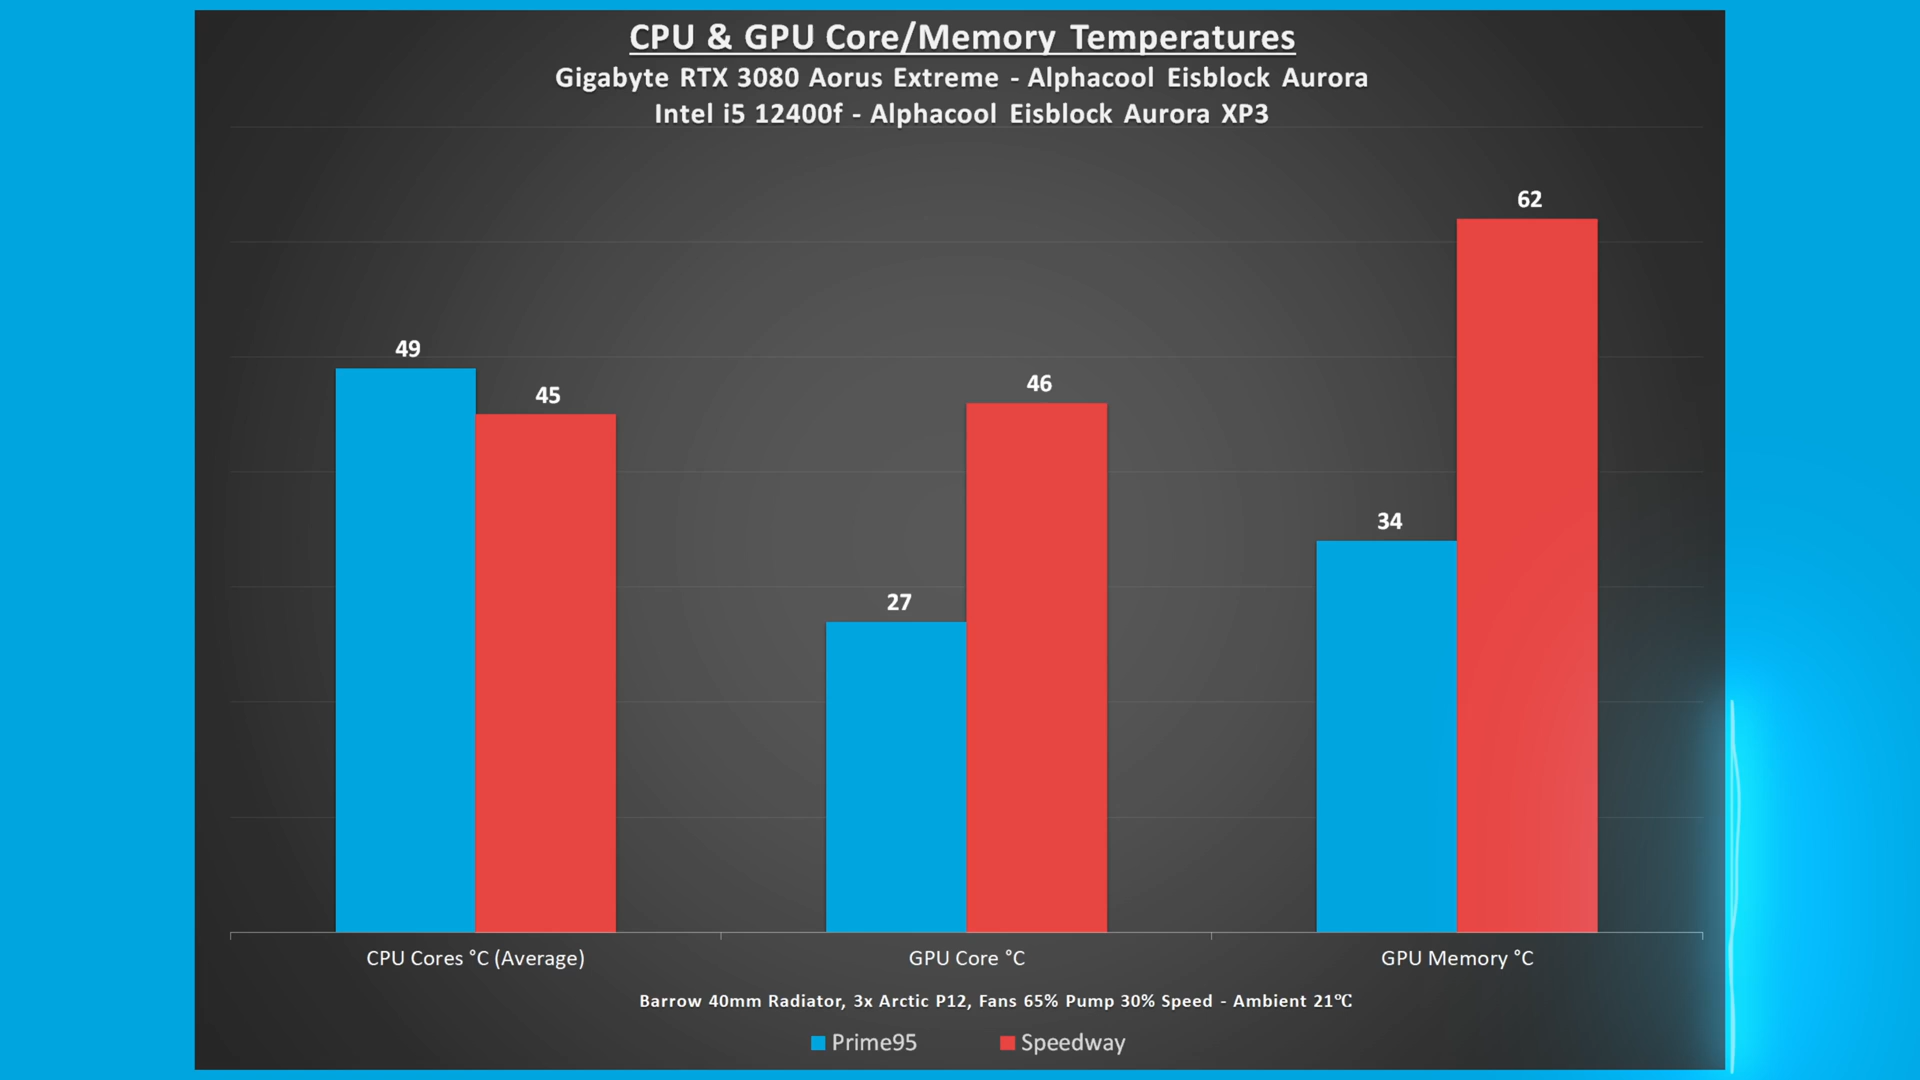 CPU & GPU Core/Memory Temperatures
Gigabyte RTX 3080 Aorus Extreme - Alphacool Eisblock Aurora
Intel i5 12400f - Alphacool Eisblock Aurora XP3
49
45
27
46
34
62
CPU Cores °C (Average)
GPU Core °C
GPU Memory °C
Barrow 40mm Radiator, 3x Arctic P12, Fans 65% Pump 30% Speed - Ambient 21℃
Prime95
Speedway